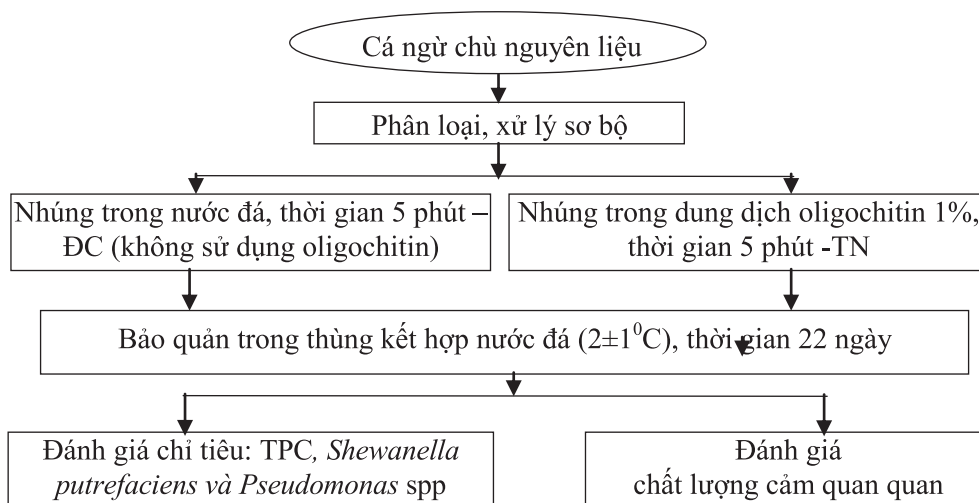 Cá ngừ chù nguyên liệu
Phân loại, xử lý sơ bộ
Nhúng trong nước đá, thời gian 5 phút –
ĐC (không sử dụng oligochitin)
Nhúng trong dung dịch oligochitin 1%,
thời gian 5 phút -TN
Bảo quản trong thùng kết hợp nước đá (2±1⁰C), thời gian 22 ngày
Đánh giá chỉ tiêu: TPC, Shewanella
putrefaciens và Pseudomonas spp
Đánh giá
chất lượng cảm quan quan